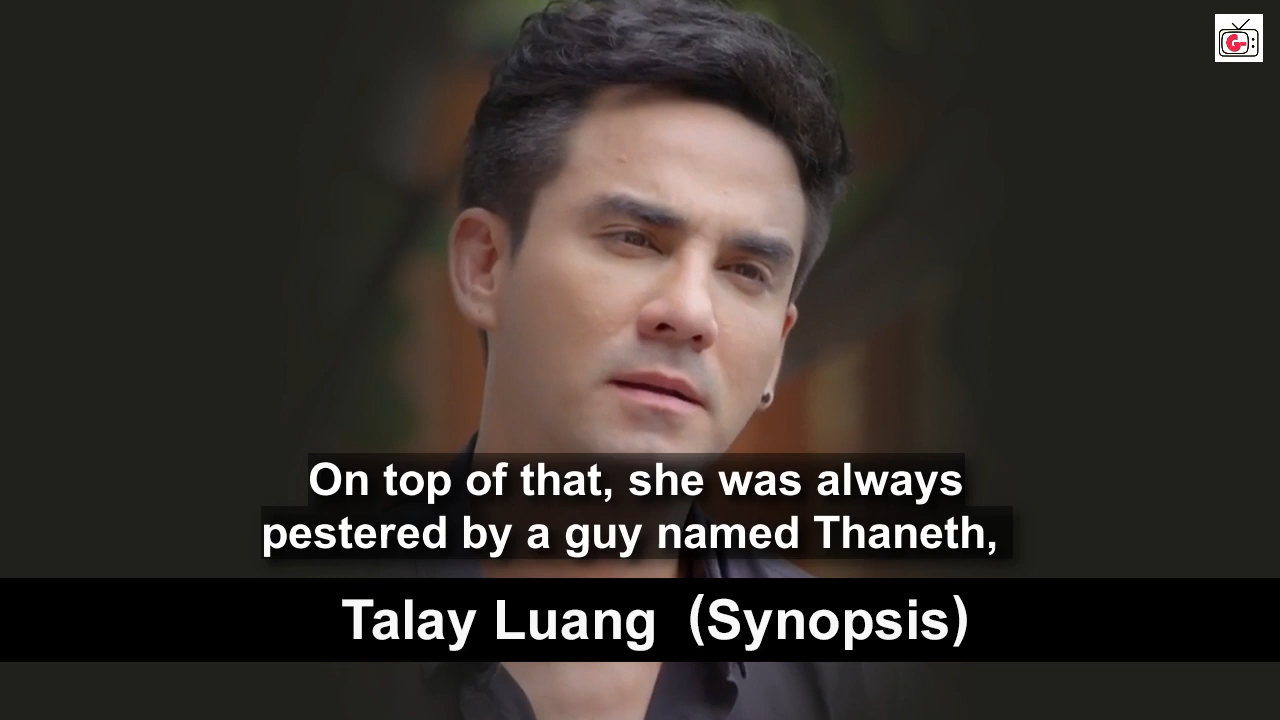 On top of that, she was always
pestered by a guy named Thaneth,
Talay Luang (Synopsis)